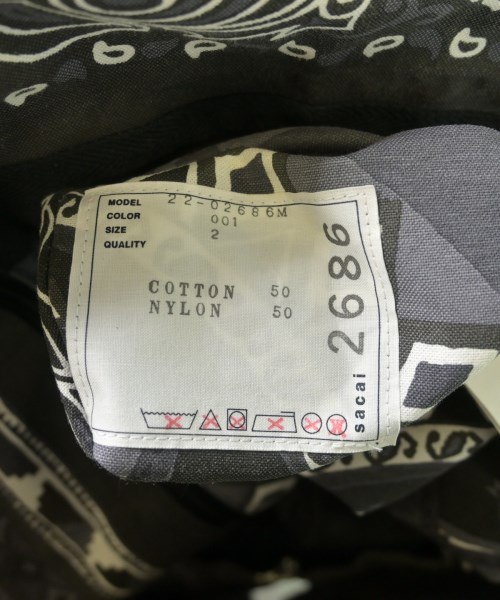 MODEL 22-02686M
COLOR 001
SIZE 2
QUALITY
COTTON 50
NYLON 50
2686
sacai